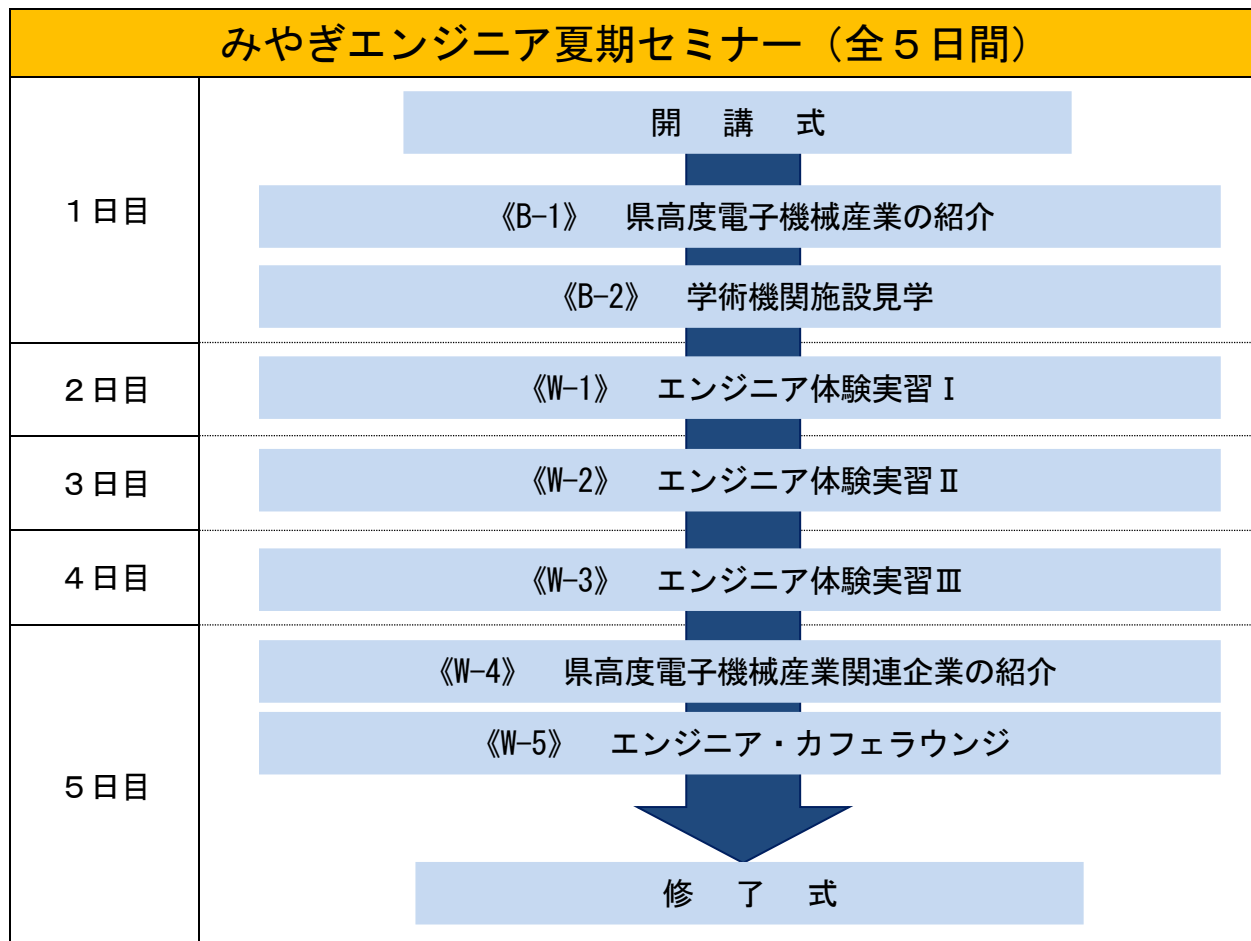 みやぎエンジニア夏期セミナー（全５日間）
開　講　式
１日目
《B-1》　県高度電子機械産業の紹介
《B-2》　学術機関施設見学
２日目
《W-1》　エンジニア体験実習Ⅰ
３日目
《W-2》　エンジニア体験実習Ⅱ
４日目
《W-3》　エンジニア体験実習Ⅲ
５日目
《W-4》　県高度電子機械産業関連企業の紹介
《W-5》　エンジニア・カフェラウンジ
修　了　式